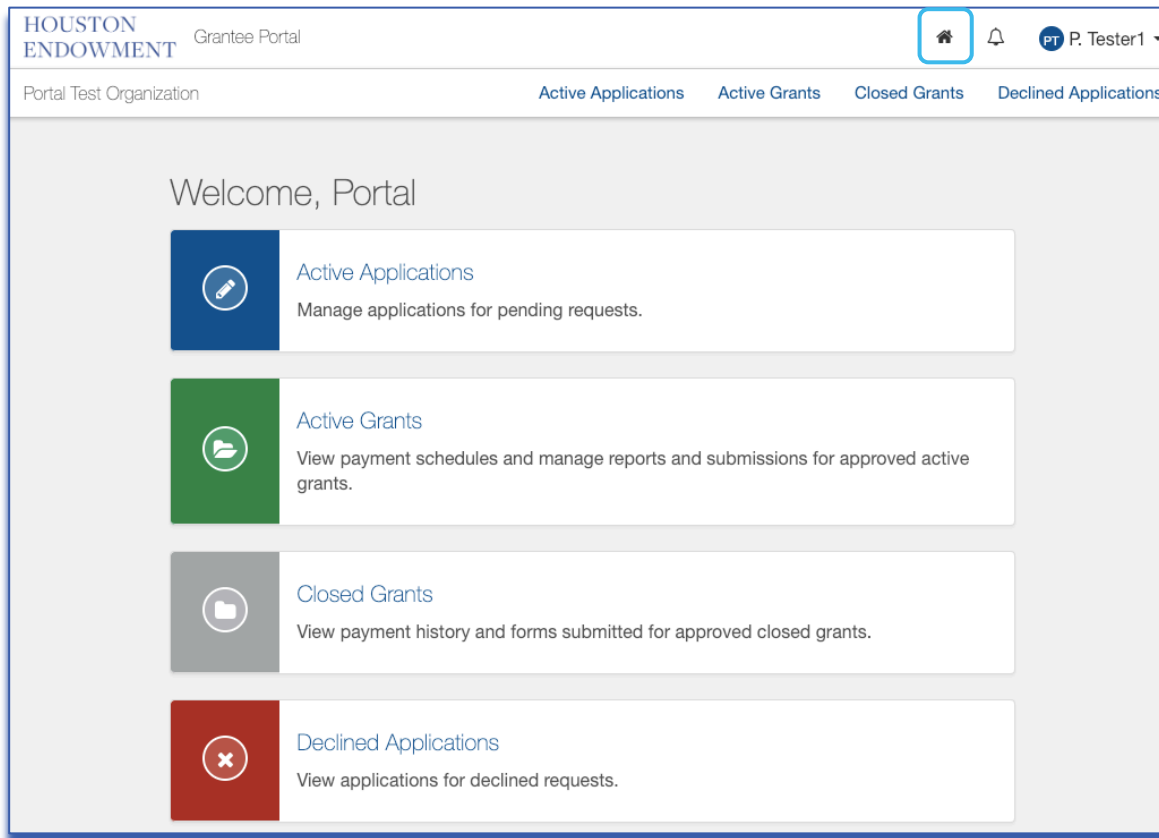 HOUSTON
ENDOWMENT
Grantee Portal
PT P. Tester1
Portal Test Organization
Active Applications Active Grants Closed Grants Declined Applications
Welcome, Portal
Active Applications
Manage applications for pending requests.
Active Grants
View payment schedules and manage reports and submissions for approved active
grants.
Closed Grants
View payment history and forms submitted for approved closed grants.
Declined Applications
View applications for declined requests.